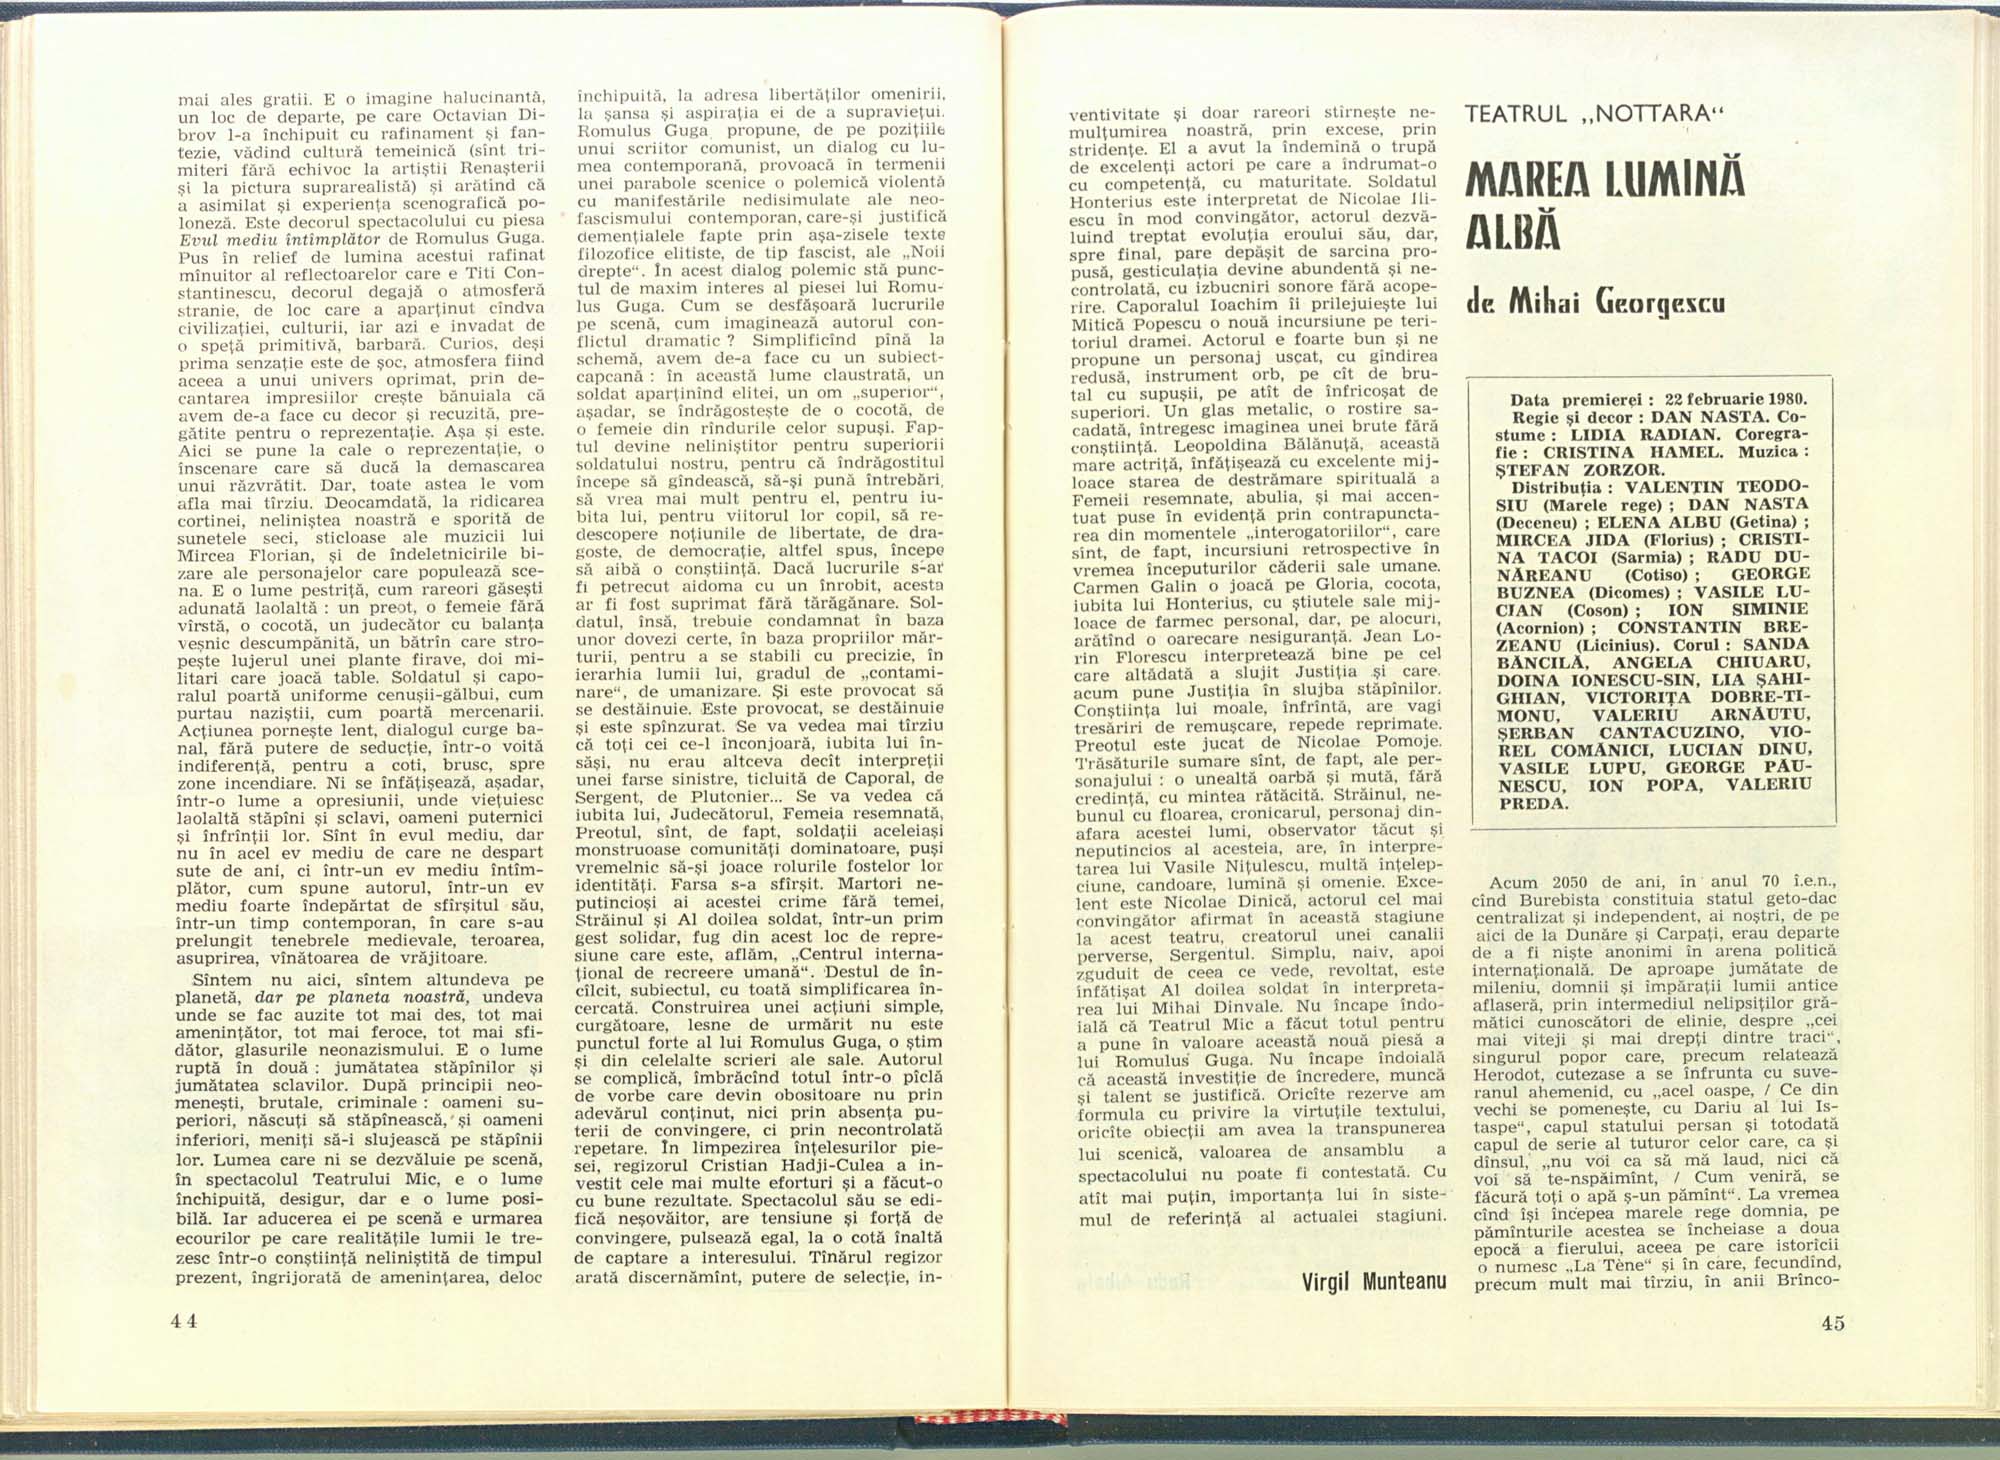 mai ales gratii. E o imagine halucinantă,
un loc de departe, pe care Octavian Di-
brov l-a închipuit cu rafinament și fan-
tezie, vădind cultură temeinică (sînt tri-
miteri fără echivoc la artiștii Renașterii
și la pictura suprarealistă) și arătînd că
a asimilat și experiența scenografică po-
loneză. Este decorul spectacolului cu piesa
Evul mediu întîmplător de Romulus Guga.
Pus în relief de lumina acestui rafinat
mînuitor al reflectoarelor care e Titi Con-
stantinescu, decorul degajă o atmosferă
stranie, de loc care a aparținut cîndva
civilizației, culturii, iar azi e invadat de
o speță primitivă, barbară. Curios, deși
prima senzație este de șoc, atmosfera fiind
aceea a unui univers oprimat, prin de-
cantarea impresiilor crește bănuiala că
avem de-a face cu decor și recuzită, pre-
gătite pentru o reprezentație. Așa și este.
Aici se pune la cale o reprezentație, o
înscenare care să ducă la demascarea
unui răzvrătit. Dar, toate astea le vom
afla mai tîrziu. Deocamdată, la ridicarea
cortinei, neliniștea noastră e sporită de
sunetele seci, sticloase ale muzicii lui
Mircea Florian, și de îndeletnicirile bi-
zare ale personajelor care populează sce-
na. E o lume pestriță, cum rareori găsești
adunată laolaltă : un preot, o femeie fără
vîrstă, o cocotă, un judecător cu balanța
veșnic descumpănită, un bătrîn care stro-
pește lujerul unei plante firave, doi mi-
litari care joacă table. Soldatul și capo-
ralul poartă uniforme cenușii-gălbui, cum
purtau naziștii, cum poartă mercenarii.
Acțiunea pornește lent, dialogul curge ba-
nal, fără putere de seducție, într-o voită
indiferență, pentru a coti, brusc, spre
zone incendiare. Ni se înfățișează, așadar,
într-o lume a opresiunii, unde viețuiesc
laolaltă stăpîni și sclavi, oameni puternici
și înfrînții lor. Sînt în evul mediu, dar
nu în acel ev mediu de care ne despart
sute de ani, ci într-un ev mediu întîm-
plător, cum spune autorul, într-un ev
mediu foarte îndepărtat de sfîrșitul său,
într-un timp contemporan, în care s-au
prelungit tenebrele medievale, teroarea,
asuprirea, vînătoarea de vrăjitoare.
Sîntem nu aici, sîntem altundeva pe
planetă, dar pe planeta noastră, undeva
unde se fac auzite tot mai des, tot mai
amenințător, tot mai feroce, tot mai sfi-
dător, glasurile neonazismului. E o lume
ruptă în două : jumătatea stăpînilor și
jumătatea sclavilor. După principii neo-
menești, brutale, criminale : oameni su-
periori, născuți să stăpînească, și oameni
inferiori, meniți să-i slujească pe stăpînii
lor. Lumea care ni se dezvăluie pe scenă,
în spectacolul Teatrului Mic, e o lume
închipuită, desigur, dar e o lume posi-
bilă. Iar aducerea ei pe scenă e urmarea
ecourilor pe care realitățile lumii le tre-
zesc într-o conștiință neliniștită de timpul
prezent, îngrijorată de amenințarea, deloc
44
închipuită, la adresa libertăților omenirii,
la șansa și aspirația ei de a supraviețui.
Romulus Guga propune, de pe pozițiile
unui scriitor comunist, un dialog cu lu-
mea contemporană, provoacă în termenii
unei parabole scenice o polemică violentă
cu manifestările nedisimulate ale neo-
fascismului contemporan, care-și justifică
demențialele fapte prin așa-zisele texte
filozofice elitiste, de tip fascist, ale „Noii
drepte“. În acest dialog polemic stă punc-
tul de maxim interes al piesei lui Romu-
lus Guga. Cum se desfășoară lucrurile
pe scenă, cum imaginează autorul con-
flictul dramatic ? Simplificînd pînă la
schemă, avem de-a face cu un subiect-
capcană : în această lume claustrată, un
soldat aparținînd elitei, un om „superior“,
așadar, se îndrăgostește de o cocotă, de
o femeie din rîndurile celor supuși. Fap-
tul devine neliniștitor pentru superiorii
soldatului nostru, pentru că îndrăgostitul
începe să gîndească, să-și pună întrebări,
să vrea mai mult pentru el, pentru iu-
bita lui, pentru viitorul lor copil, să re-
descopere noțiunile de libertate, de dra-
goste, de democrație, altfel spus, începe
să aibă o conștiință. Dacă lucrurile s-ar
fi petrecut aidoma cu un înrobit, acesta
ar fi fost suprimat fără tărăgănare. Sol-
datul, însă, trebuie condamnat în baza
unor dovezi certe, în baza propriilor măr-
turii, pentru a se stabili cu precizie, în
ierarhia lumii lui, gradul de „contami-
nare“, de umanizare. Și este provocat să
se destăinuie. Este provocat, se destăinuie
și este spînzurat. Se va vedea mai tîrziu
că toți cei ce-l înconjoară, iubita lui în-
săși, nu erau altceva decît interpreții
unei farse sinistre, ticluită de Caporal, de
Sergent, de Plutonier... Se va vedea că
iubita lui, Judecătorul, Femeia resemnată,
Preotul, sînt, de fapt, soldații aceleiași
monstruoase comunități dominatoare, puși
vremelnic să-și joace rolurile fostelor lor
identități. Farsa s-a sfîrșit. Martori ne-
putincioși ai acestei crime fără temei,
Străinul și Al doilea soldat, într-un prim
gest solidar, fug din acest loc de repre-
siune care este, aflăm, „Centrul interna-
țional de recreere umană“. Destul de în-
cîlcit, subiectul, cu toată simplificarea în-
cercată. Construirea unei acțiuni simple,
curgătoare, lesne de urmărit nu este
punctul forte al lui Romulus Guga, o știm
și din celelalte scrieri ale sale. Autorul
se complică, îmbrăcînd totul într-o pîclă
de vorbe care devin obositoare nu prin
adevărul conținut, nici prin absența pu-
terii de convingere, ci prin necontrolată
repetare. În limpezirea înțelesurilor pie-
sei, regizorul Cristian Hadji-Culea a in-
vestit cele mai multe eforturi și a făcut-o
cu bune rezultate. Spectacolul său se edi-
fică neșovăitor, are tensiune și forță de
convingere, pulsează egal, la o cotă înaltă
de captare a interesului. Tînărul regizor
arată discernămînt, putere de selecție, in-
ventivitate și doar rareori stîrnește ne-
mulțumirea noastră, prin excese, prin
stridențe. El a avut la îndemînă o trupă
de excelenți actori pe care a îndrumat-o
cu competență, cu maturitate. Soldatul
Honterius este interpretat de Nicolae Ili-
escu în mod convingător, actorul dezvă-
luind treptat evoluția eroului său, dar,
spre final, pare depășit de sarcina pro-
pusă, gesticulația devine abundentă și ne-
controlată, cu izbucniri sonore fără acope-
rire. Caporalul Ioachim îi prilejuiește lui
Mitică Popescu o nouă incursiune pe teri-
toriul dramei. Actorul e foarte bun și ne
propune un personaj uscat, cu gîndirea
redusă, instrument orb, pe cît de bru-
tal cu supușii, pe atît de înfricoșat de
superiori. Un glas metalic, o rostire sa-
cadată, întregesc imaginea unei brute fără
conștiință. Leopoldina Bălănuță, această
mare actriță, înfățișează cu excelente mij-
loace starea de destrămare spirituală a
Femeii resemnate, abulia, și mai accen-
tuat puse în evidență prin contrapuncta-
rea din momentele „interogatoriilor“, care
sînt, de fapt, incursiuni retrospective în
vremea începuturilor căderii sale umane.
Carmen Galin o joacă pe Gloria, cocota,
iubita lui Honterius, cu știutele sale mij-
loace de farmec personal, dar, pe alocuri,
arătînd o oarecare nesiguranță. Jean Lo-
rin Florescu interpretează bine pe cel
care altădată a slujit Justiția și care,
acum pune Justiția în slujba stăpînilor.
Conștiința lui moale, înfrîntă, are vagi
tresăriri de remușcare, repede reprimate.
Preotul este jucat de Nicolae Pomoje.
Trăsăturile sumare sînt, de fapt, ale per-
sonajului : o unealtă oarbă și mută, fără
credință, cu mintea rătăcită. Străinul, ne-
bunul cu floarea, cronicarul, personaj din-
afara acestei lumi, observator tăcut și
neputincios al acesteia, are, în interpre-
tarea lui Vasile Nițulescu, multă înțelep-
ciune, candoare, lumină și omenie. Exce-
lent este Nicolae Dinică, actorul cel mai
convingător afirmat în această stagiune
la acest teatru, creatorul unei canalii
perverse, Sergentul. Simplu, naiv, apoi
zguduit de ceea ce vede, revoltat, este
înfățișat Al doilea soldat în interpreta-
rea lui Mihai Dinvale. Nu încape îndo-
ială că Teatrul Mic a făcut totul pentru
a pune în valoare această nouă piesă a
lui Romulus Guga. Nu încape îndoială
că această investiție de încredere, muncă
și talent se justifică. Oricîte rezerve am
formula cu privire la virtuțile textului,
oricîte obiecții am avea la transpunerea
lui scenică, valoarea de ansamblu a
spectacolului nu poate fi contestată. Cu
atît mai puțin, importanța lui în siste-
mul de referință al actualei stagiuni.
Virgil Munteanu
TEATRUL „NOTTARA“
MAREA LUMINĂ
ALBĂ
de Mihai Georgescu
Data premierei : 22 februarie 1980.
Regie și decor : DAN NASTA. Co-
stume : LIDIA RADIAN. Coregra-
fie : CRISTINA HAMEL. Muzica :
ȘTEFAN ZORZOR.
Distribuția : VALENTIN TEODO-
SIU (Marele rege) ; DAN NASTA
(Deceneu) ; ELENA ALBU (Getina) ;
MIRCEA JIDA (Florius) ; CRISTI-
NA TACOI (Sarmia) ; RADU DU-
NĂREANU (Cotiso) ; GEORGE
BUZNEA (Dicomes) ; VASILE LU-
CIAN (Coson) ; ION SIMINIE
(Acornion) ; CONSTANTIN BRE-
ZEANU (Licinius). Corul : SANDA
BĂNCILĂ, ANGELA CHIUARU,
DOINA IONESCU-SIN, LIA ȘAHI-
GHIAN, VICTORIȚA DOBRE-TI-
MONU, VALERIU ARNĂUTU,
ȘERBAN CANTACUZINO, VIO-
REL COMĂNICI, LUCIAN DINU,
VASILE LUPU, GEORGE PĂU-
NESCU, ION POPA, VALERIU
PREDA.
Acum 2050 de ani, în anul 70 î.e.n.,
cînd Burebista constituia statul geto-dac
centralizat și independent, ai noștri, de pe
aici de la Dunăre și Carpați, erau departe
de a fi niște anonimi în arena politică
internațională. De aproape jumătate de
mileniu, domnii și împărații lumii antice
aflaseră, prin intermediul nelipsiților gră-
mătici cunoscători de elinie, despre „cei
mai viteji și mai drepți dintre traci“,
singurul popor care, precum relatează
Herodot, cutezase a se înfrunta cu suve-
ranul ahemenid, cu „acel oaspe, / Ce din
vechi se pomenește, cu Dariu al lui Is-
taspe“, capul statului persan și totodată
capul de serie al tuturor celor care, ca și
dînsul, „nu voi ca să mă laud, nici că
voi să te-nspăimînt, / Cum veniră, se
făcură toți o apă ș-un pămînt“. La vremea
cînd își începea marele rege domnia, pe
pămînturile acestea se încheiase a doua
epocă a fierului, aceea pe care istoricii
o numesc „La Tène“ și în care, fecundînd,
precum mult mai tîrziu, în anii Brînco-
45